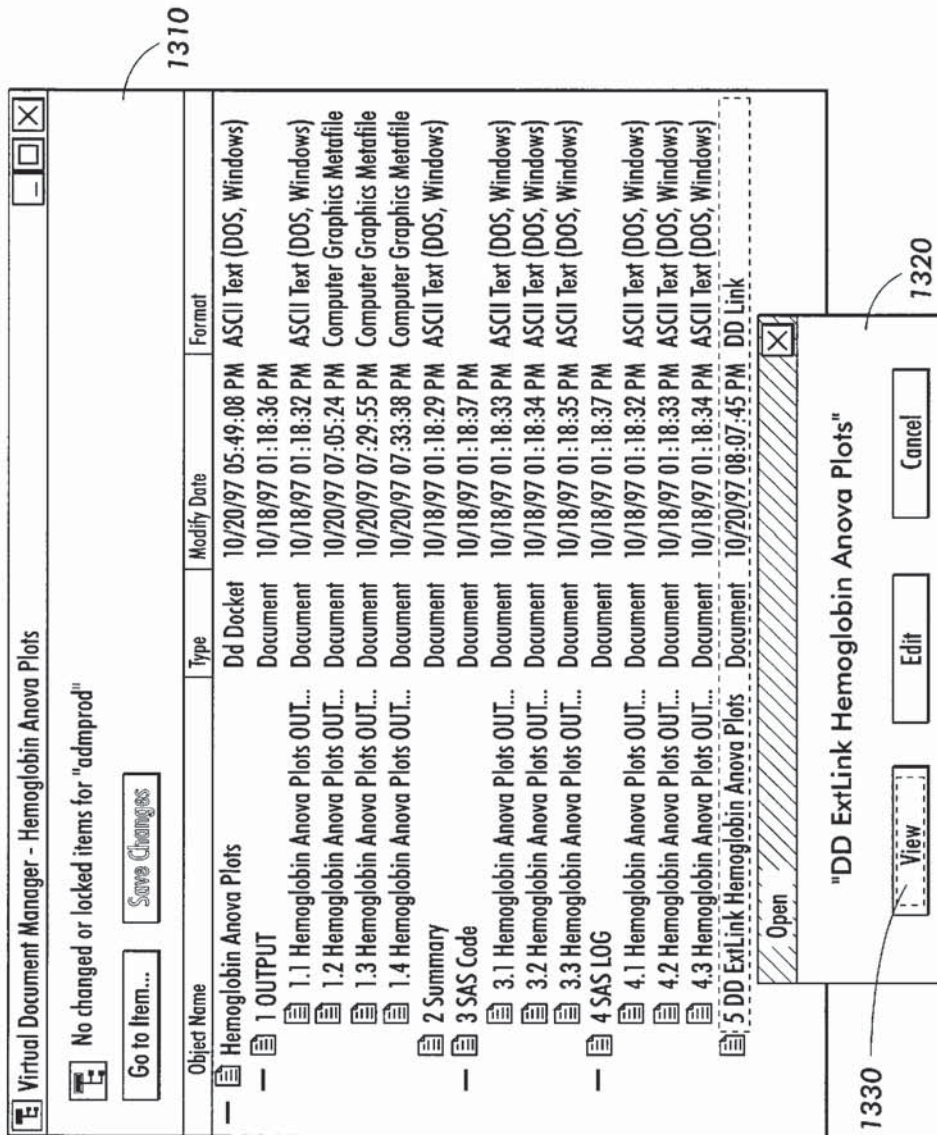 Virtual Document Manager - Hemoglobin Anova Plots
1310
No changed or locked items for "admprod"
Go to Item... Save Changes
Object Name Type Modify Date Format
Hemoglobin Anova Plots Dd Docket 10/20/97 05:49:08 PM ASCII Text (DOS, Windows)
1 OUTPUT Document 10/18/97 01:18:36 PM
1.1 Hemoglobin Anova Plots OUT... Document 10/18/97 01:18:32 PM ASCII Text (DOS, Windows)
1.2 Hemoglobin Anova Plots OUT... Document 10/20/97 07:05:24 PM Computer Graphics Metafile
1.3 Hemoglobin Anova Plots OUT... Document 10/20/97 07:29:55 PM Computer Graphics Metafile
1.4 Hemoglobin Anova Plots OUT... Document 10/20/97 07:33:38 PM Computer Graphics Metafile
2 Summary Document 10/18/97 01:18:29 PM ASCII Text (DOS, Windows)
3 SAS Code Document 10/18/97 01:18:37 PM
3.1 Hemoglobin Anova Plots OUT... Document 10/18/97 01:18:33 PM ASCII Text (DOS, Windows)
3.2 Hemoglobin Anova Plots OUT... Document 10/18/97 01:18:34 PM ASCII Text (DOS, Windows)
3.3 Hemoglobin Anova Plots OUT... Document 10/18/97 01:18:35 PM ASCII Text (DOS, Windows)
4 SAS LOG Document 10/18/97 01:18:37 PM
4.1 Hemoglobin Anova Plots OUT... Document 10/18/97 01:18:32 PM ASCII Text (DOS, Windows)
4.2 Hemoglobin Anova Plots OUT... Document 10/18/97 01:18:33 PM ASCII Text (DOS, Windows)
4.3 Hemoglobin Anova Plots OUT... Document 10/18/97 01:18:34 PM ASCII Text (DOS, Windows)
5 DD ExtLink Hemoglobin Anova Plots Document 10/20/97 08:07:45 PM DD Link
Open
"DD ExtLink Hemoglobin Anova Plots"
View Edit Cancel
1330
1320